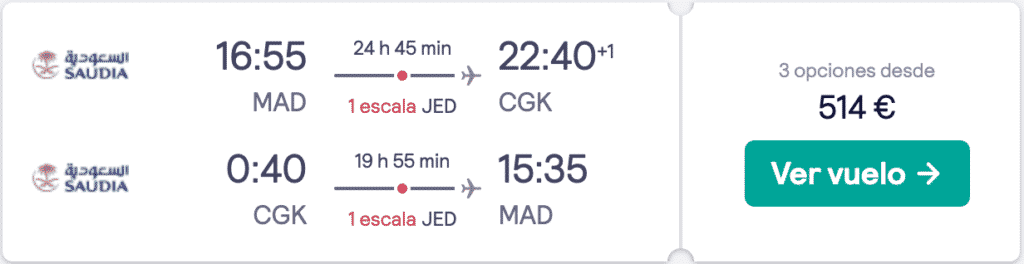 السعودية
SAUDIA
16:55
24 h 45 min
22:40+1
MAD
1 escala JED
CGK
السعودية
SAUDIA
0:40
19 h 55 min
15:35
CGK
1 escala JED
MAD
3 opciones desde
514 €
Ver vuelo →